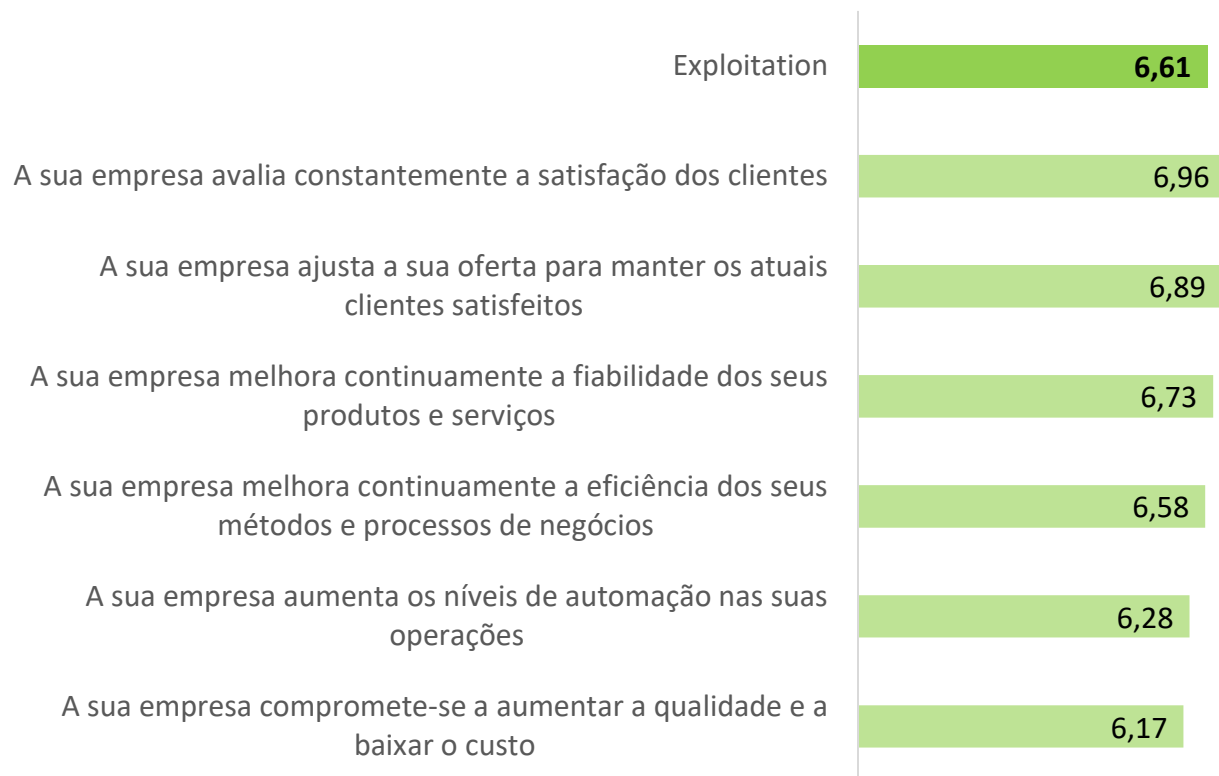 Exploitation
6,61
A sua empresa avalia constantemente a satisfação dos clientes
6,96
A sua empresa ajusta a sua oferta para manter os atuais
clientes satisfeitos
6,89
A sua empresa melhora continuamente a fiabilidade dos seus
produtos e serviços
6,73
A sua empresa melhora continuamente a eficiência dos seus
métodos e processos de negócios
6,58
A sua empresa aumenta os níveis de automação nas suas
operações
6,28
A sua empresa compromete-se a aumentar a qualidade e a
baixar o custo
6,17